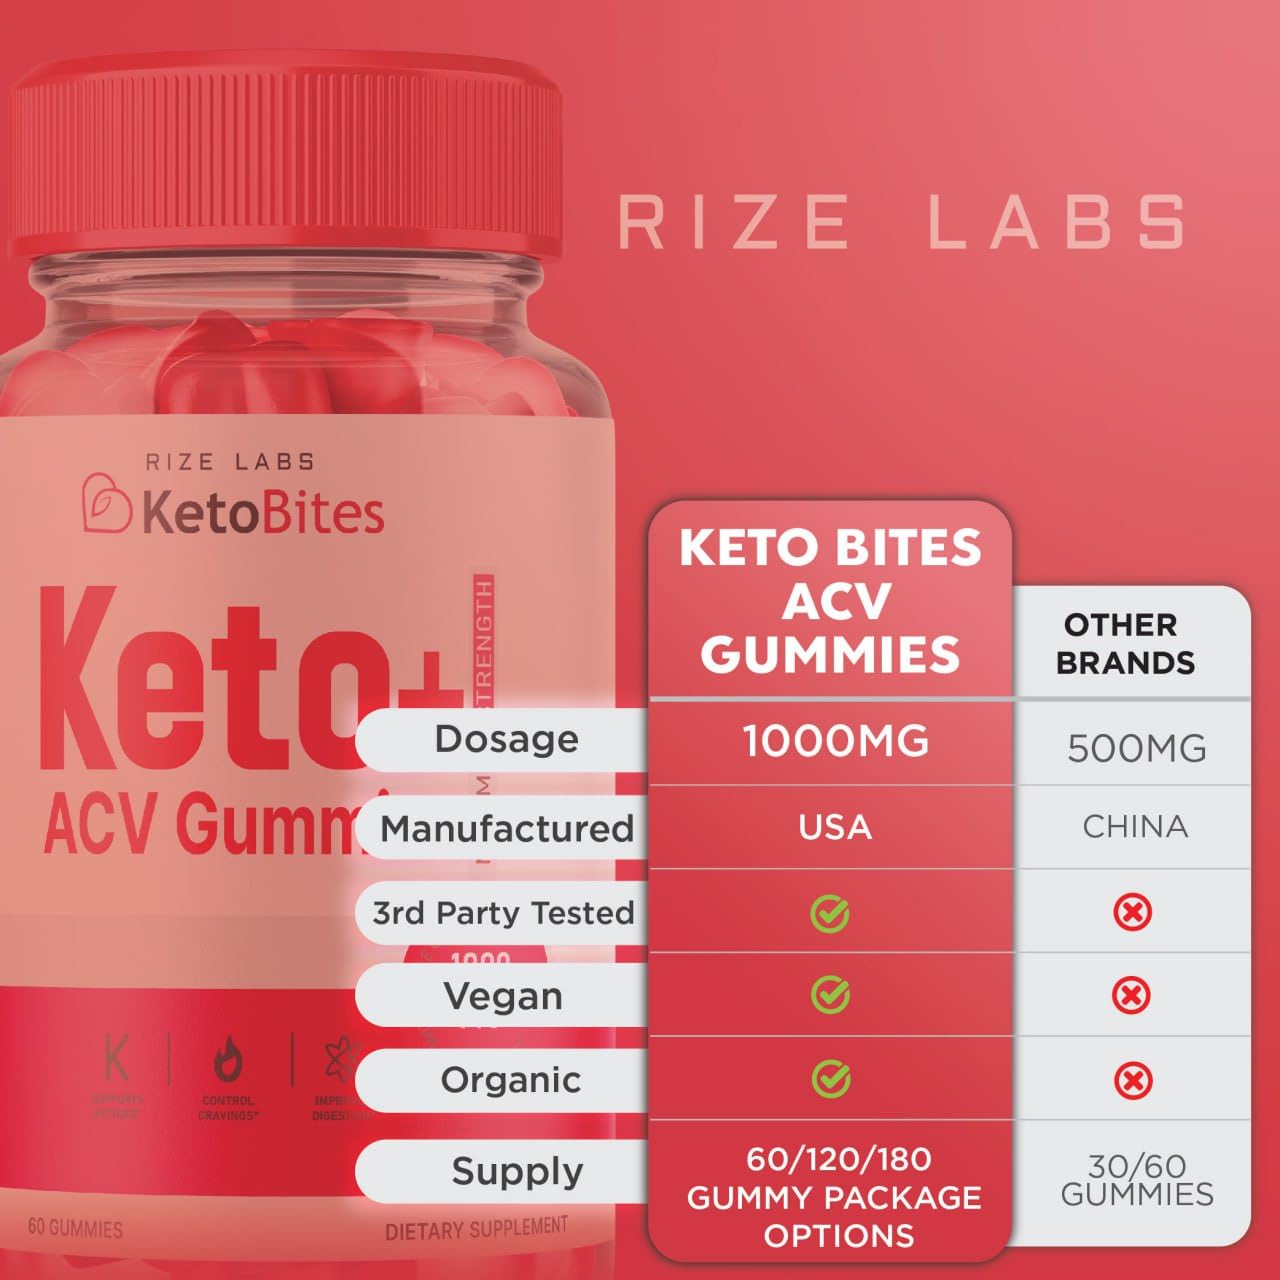 RIZE LABS
RIZE LABS
KetoBites
Keto+
STRENGTH
ACV
KETO BITES
ACV
GUMMIES
OTHER
BRANDS
Dosage 1000MG 500MG
Manufactured USA CHINA
3rd Party Tested
1000
Vegan
Organic
K
CONTROL
CRAVINGS*
Supply
60/120/180
GUMMY PACKAGE
OPTIONS
30/60
GUMMIES
60 GUMMIES
DIETARY SUPPLEMENT